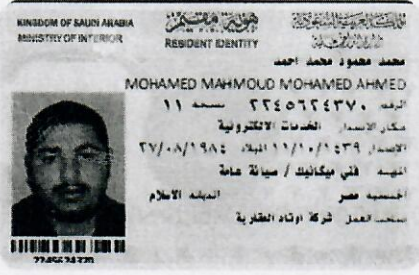 KINGDOM OF SAUDI ARABIA
MINISTRY OF INTERIOR
هوية مقيم
RESIDENT IDENTITY
المملكة العربية السعودية
وزارة الداخلية
محمد محمود محمد احمد
MOHAMED MAHMOUD MOHAMED AHMED
الرقم ٢٢٤٥٦٢٤٣٧٠ نسخة ١١
مكان الاصدار الخدمات الالكترونية
الاصدار ١١/١٠/١٤٣٩ الميلاد ٢٧/٠٨/١٩٨٤
المهنة فني ميكانيك / صيانة عامة
الجنسية مصر الديانة الاسلام
صاحب العمل شركة اوتاد العقارية
2245624370